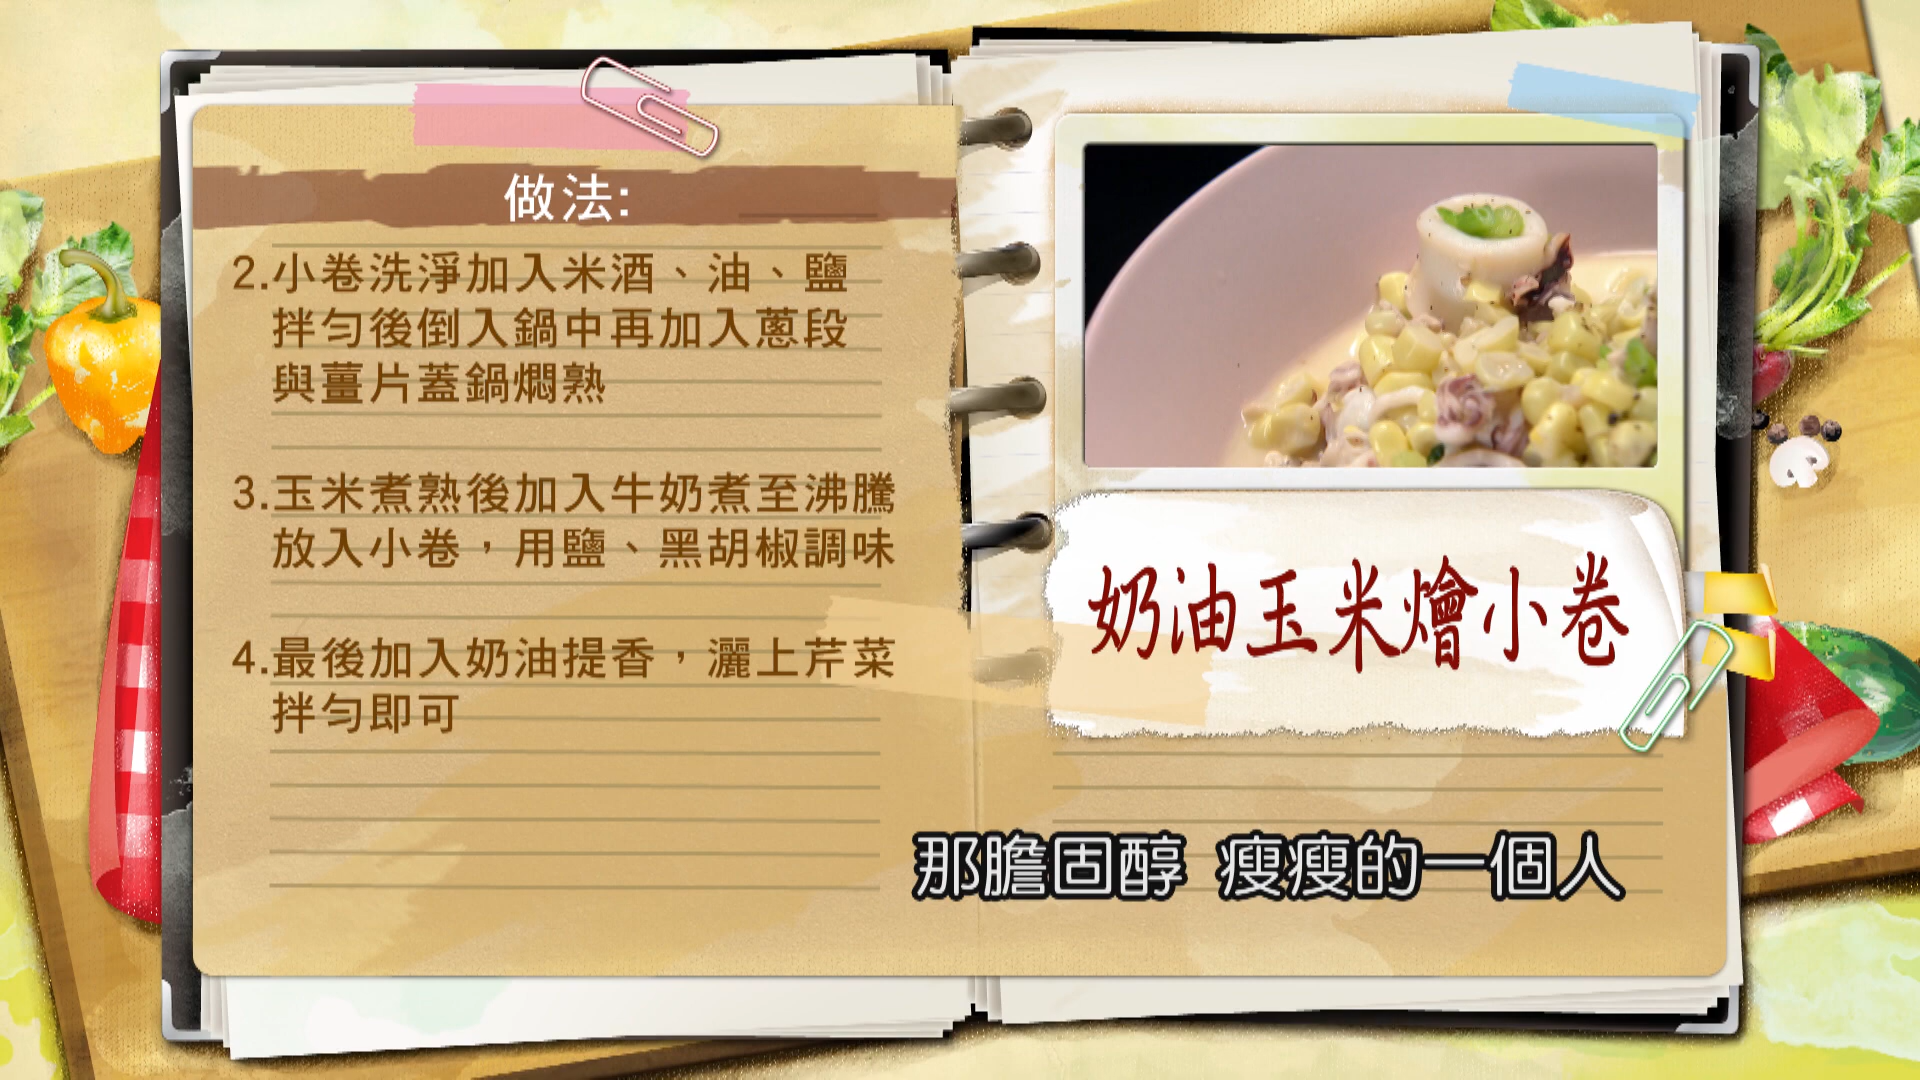 做法:
2.小卷洗淨加入米酒、油、鹽
拌勻後倒入鍋中再加入蔥段
與薑片蓋鍋燜熟
3.玉米煮熟後加入牛奶煮至沸騰
放入小卷，用鹽、黑胡椒調味
4.最後加入奶油提香，灑上芹菜
拌勻即可
奶油玉米燴小卷
那膽固醇 瘦瘦的一個人